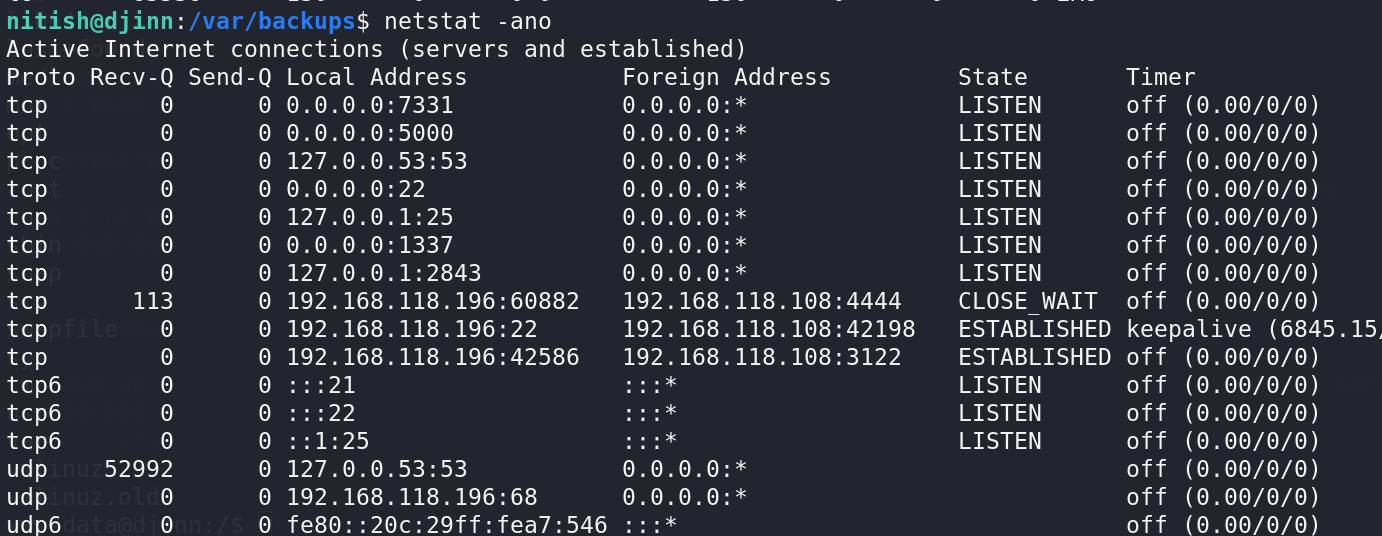 nitish@djinn:/var/backups$ netstat -ano
Active Internet connections (servers and established)
Proto Recv-Q Send-Q Local Address           Foreign Address         State       Timer
tcp        0      0 0.0.0.0:7331            0.0.0.0:*               LISTEN      off (0.00/0/0)
tcp        0      0 0.0.0.0:5000            0.0.0.0:*               LISTEN      off (0.00/0/0)
tcp        0      0 127.0.0.53:53           0.0.0.0:*               LISTEN      off (0.00/0/0)
tcp        0      0 0.0.0.0:22              0.0.0.0:*               LISTEN      off (0.00/0/0)
tcp        0      0 127.0.0.1:25            0.0.0.0:*               LISTEN      off (0.00/0/0)
tcp        0      0 0.0.0.0:1337            0.0.0.0:*               LISTEN      off (0.00/0/0)
tcp        0      0 127.0.0.1:2843          0.0.0.0:*               LISTEN      off (0.00/0/0)
tcp      113      0 192.168.118.196:60882   192.168.118.108:4444    CLOSE_WAIT  off (0.00/0/0)
tcp        0      0 192.168.118.196:22      192.168.118.108:42198   ESTABLISHED keepalive (6845.15/
tcp        0      0 192.168.118.196:42586   192.168.118.108:3122    ESTABLISHED off (0.00/0/0)
tcp6       0      0 :::21                   :::*                    LISTEN      off (0.00/0/0)
tcp6       0      0 :::22                   :::*                    LISTEN      off (0.00/0/0)
tcp6       0      0 ::1:25                  :::*                    LISTEN      off (0.00/0/0)
udp    52992      0 127.0.0.53:53           0.0.0.0:*                           off (0.00/0/0)
udp        0      0 192.168.118.196:68      0.0.0.0:*                           off (0.00/0/0)
udp6       0      0 fe80::20c:29ff:fea7:546 :::*                                off (0.00/0/0)